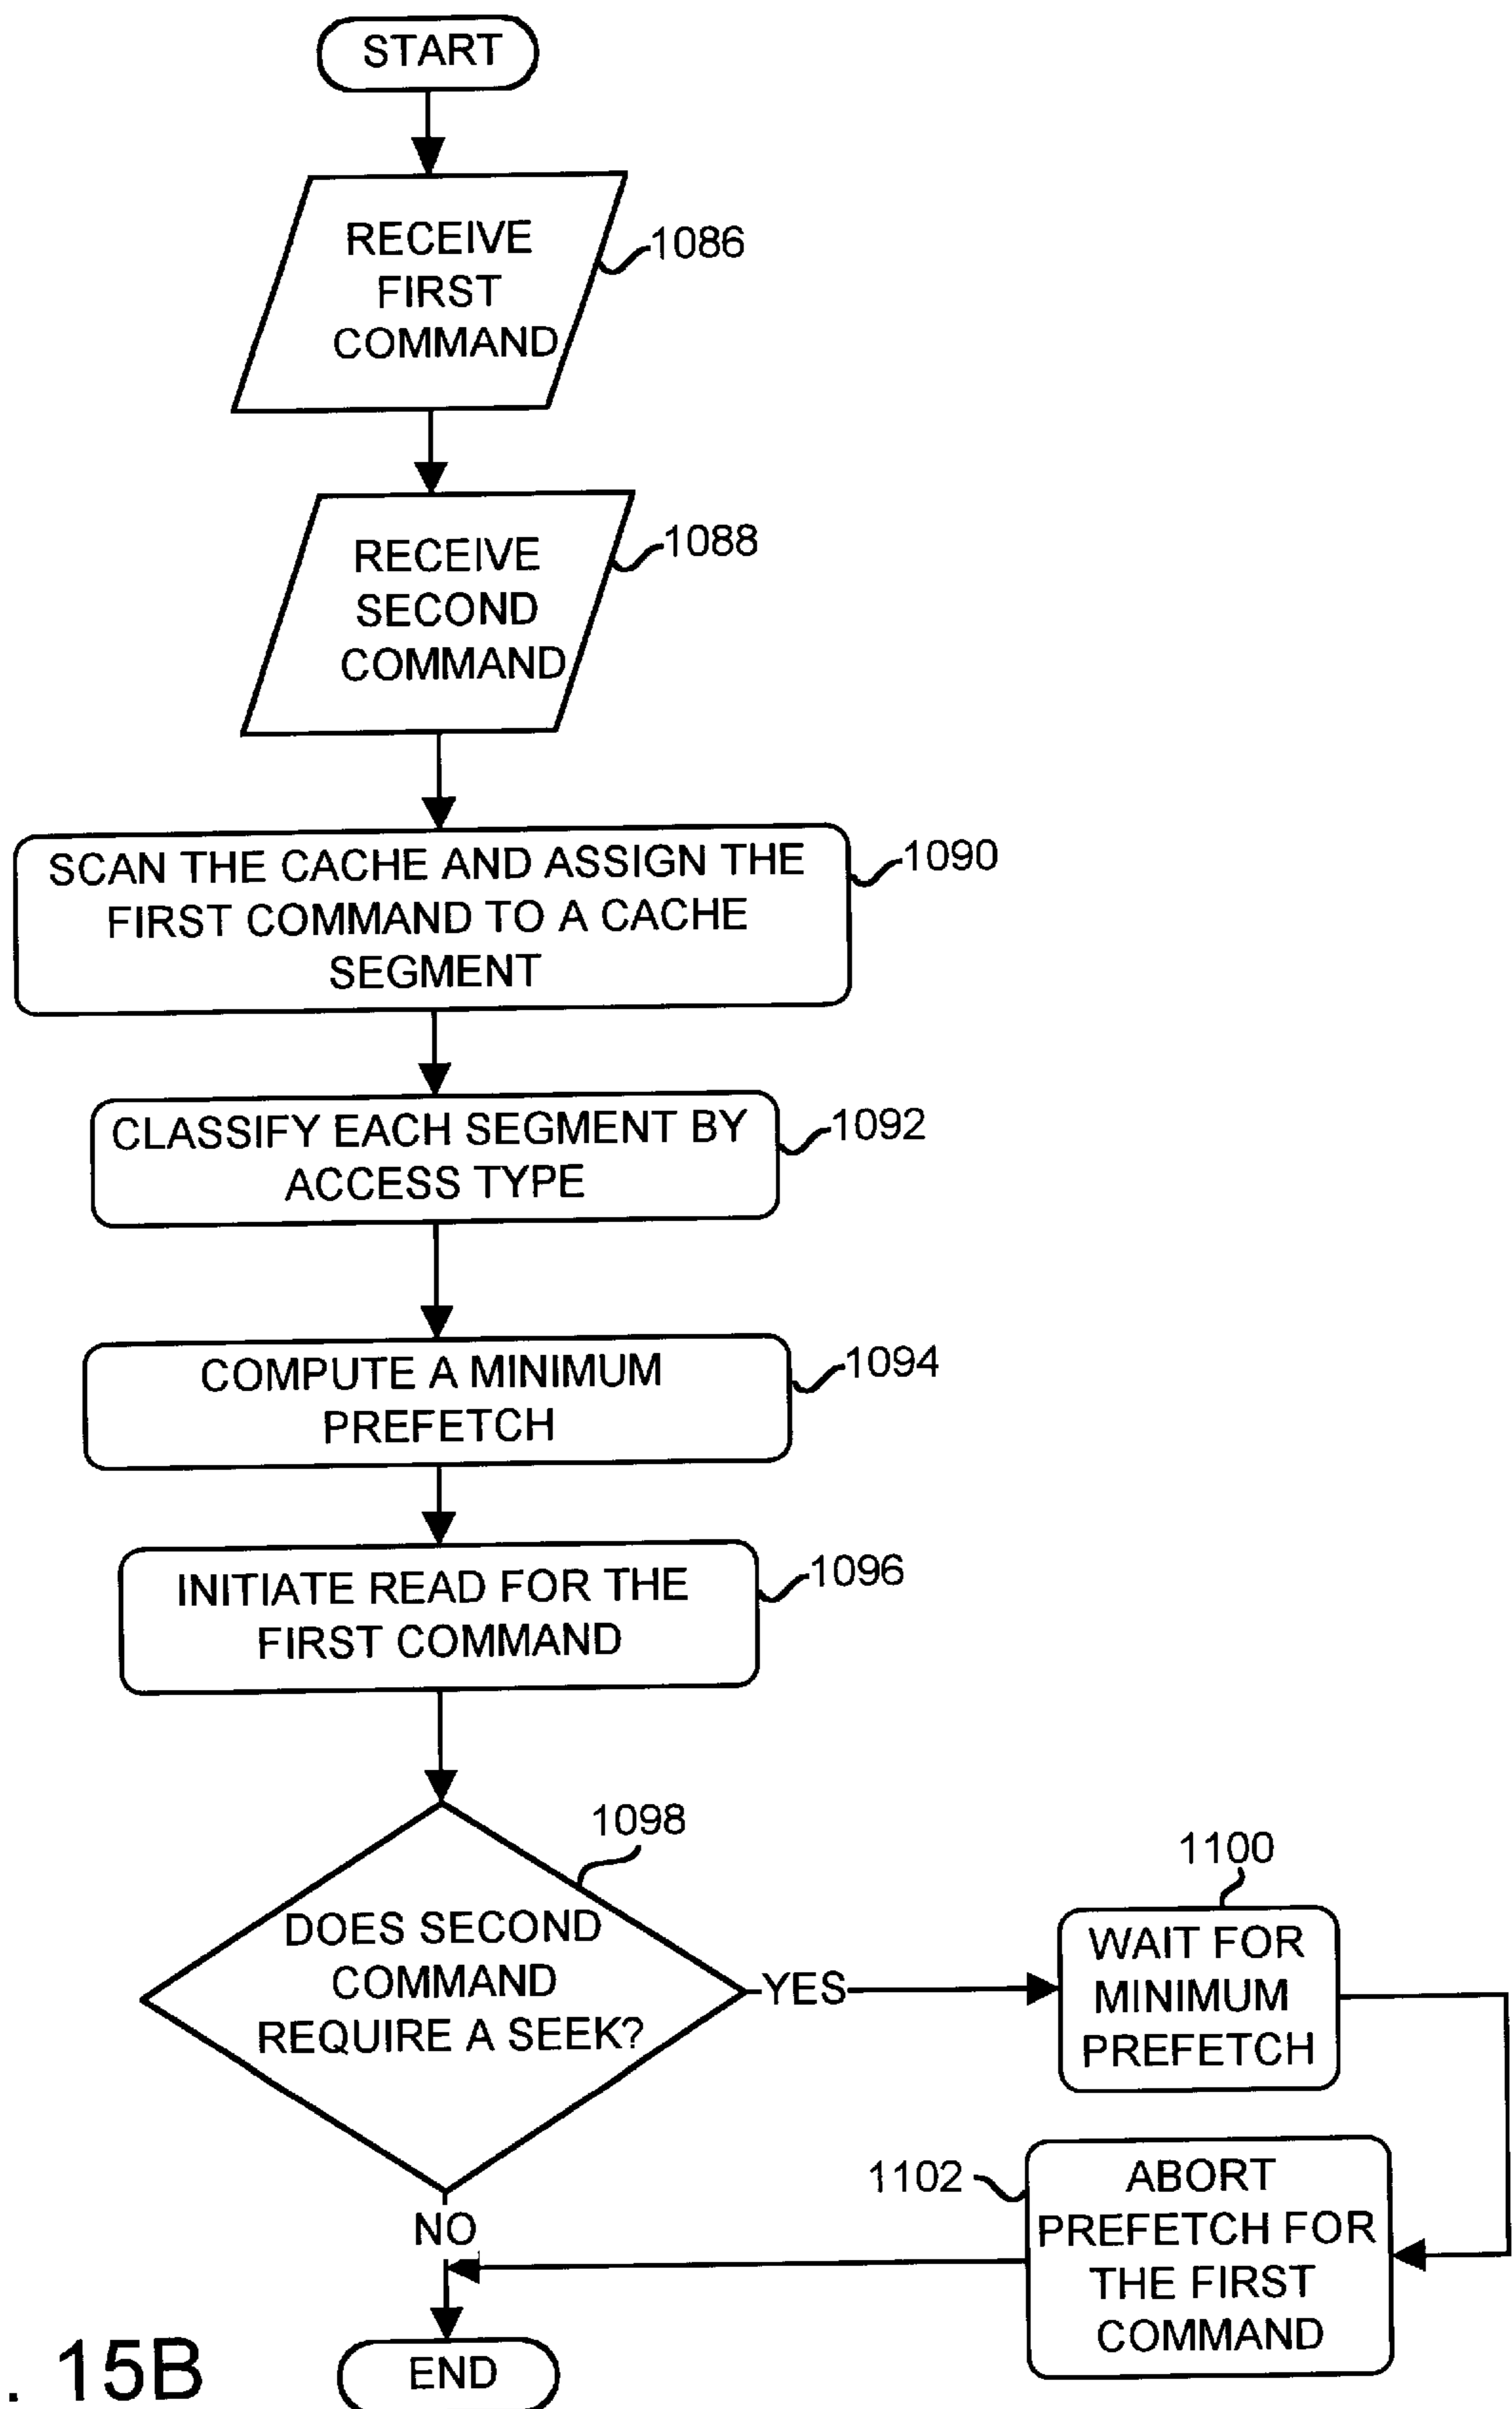 START
RECEIVE
FIRST
COMMAND
1086
RECEIVE
SECOND
COMMAND
1088
SCAN THE CACHE AND ASSIGN THE
FIRST COMMAND TO A CACHE
SEGMENT
1090
CLASSIFY EACH SEGMENT BY
ACCESS TYPE
1092
COMPUTE A MINIMUM
PREFETCH
1094
INITIATE READ FOR THE
FIRST COMMAND
1096
1098
DOES SECOND
COMMAND
REQUIRE A SEEK?
YES
1100
WAIT FOR
MINIMUM
PREFETCH
1102
ABORT
PREFETCH FOR
THE FIRST
COMMAND
NO
END
. 15B